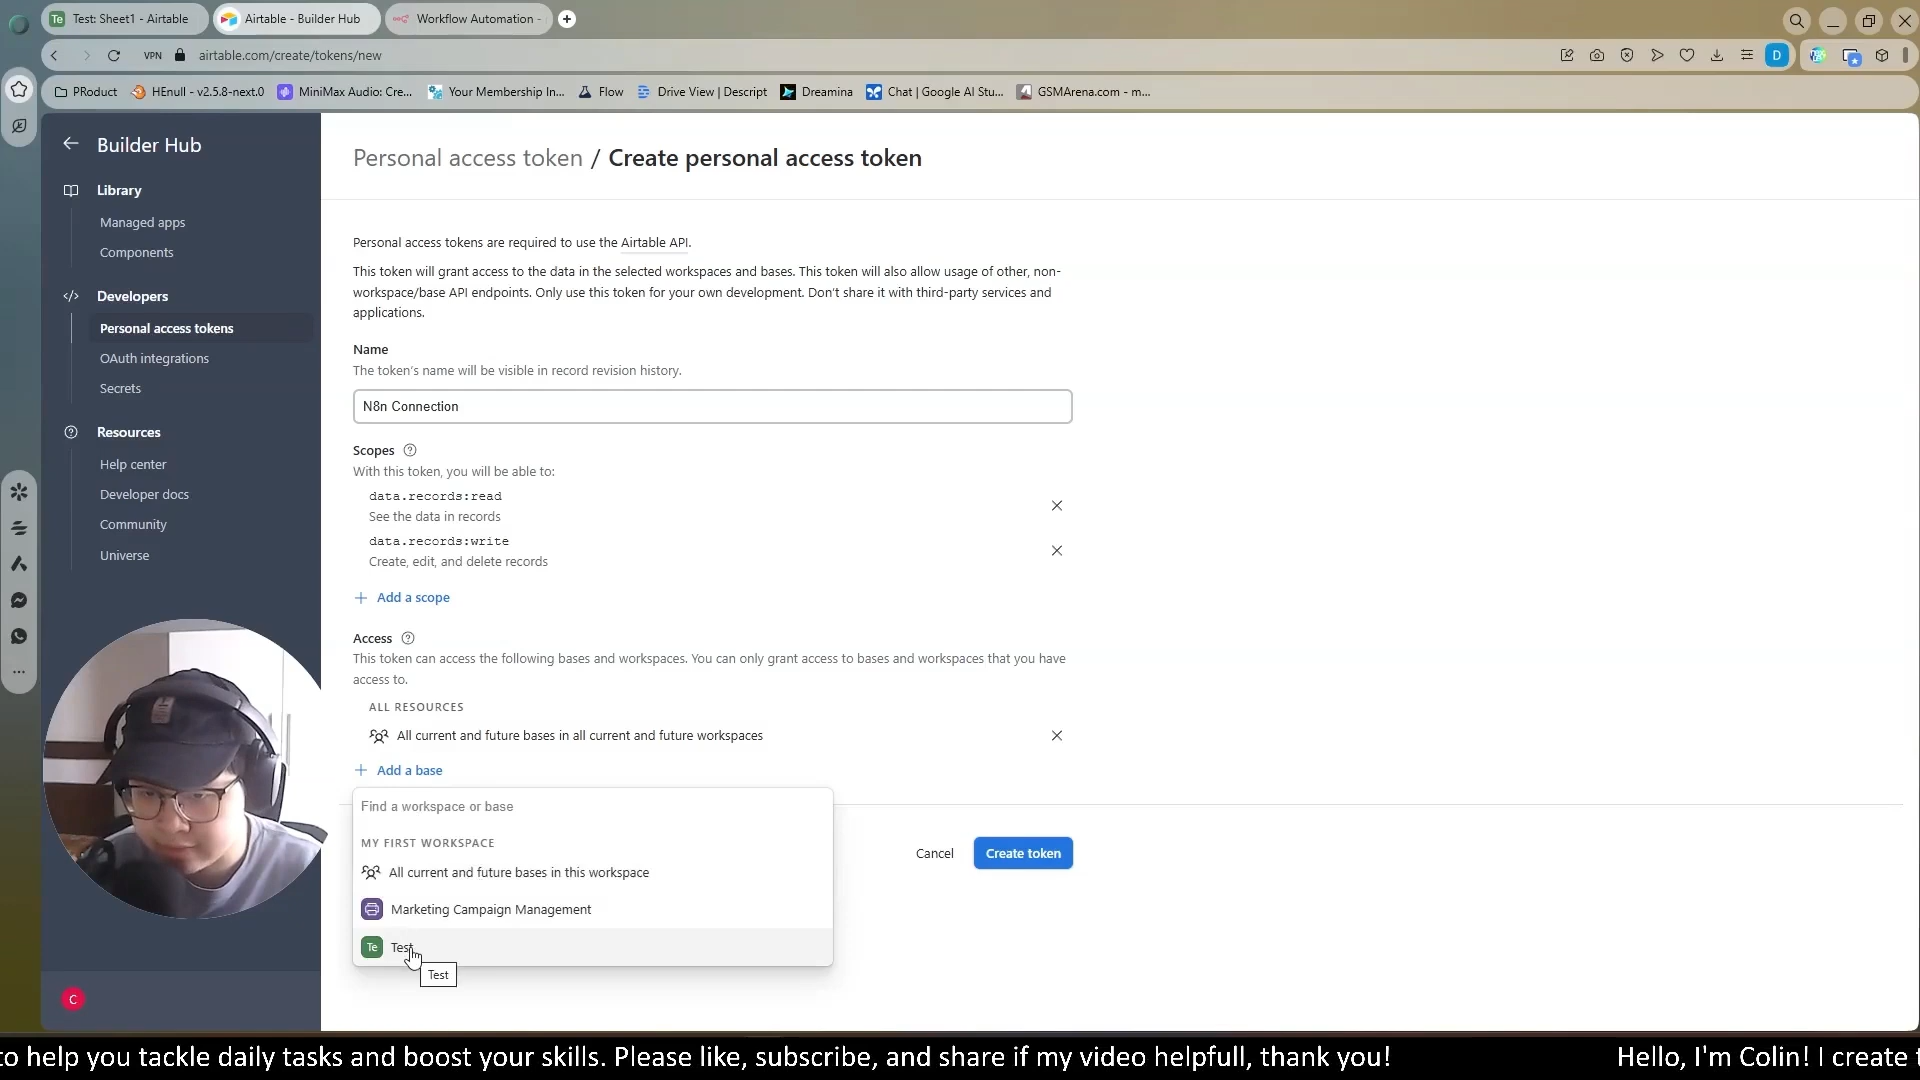 Te Test: Sheet1 - Airtable
Airtable - Builder Hub
Workflow Automation -
VPN airtable.com/create/tokens/new
D
PRoduct
HEnull - v2.5.8-next.0
MiniMax Audio: Cre...
Your Membership In...
Flow
Drive View | Descript
Dreamina
Chat | Google AI Stu...
GSMArena.com - m...
Builder Hub
Library
Managed apps
Components
Developers
Personal access tokens
OAuth integrations
Secrets
Resources
Help center
Developer docs
Community
Universe
C
Personal access token / Create personal access token
Personal access tokens are required to use the Airtable API.
This token will grant access to the data in the selected workspaces and bases. This token will also allow usage of other, non-
workspace/base API endpoints. Only use this token for your own development. Don't share it with third-party services and
applications.
Name
The token's name will be visible in record revision history.
N8n Connection
Scopes
With this token, you will be able to:
data.records:read
See the data in records
data.records:write
Create, edit, and delete records
Add a scope
Access
This token can access the following bases and workspaces. You can only grant access to bases and workspaces that you have
access to.
ALL RESOURCES
All current and future bases in all current and future workspaces
Add a base
Find a workspace or base
MY FIRST WORKSPACE
All current and future bases in this workspace
Marketing Campaign Management
Te Test
Test
Cancel
Create token
to help you tackle daily tasks and boost your skills. Please like, subscribe, and share if my video helpfull, thank you!
Hello, I'm Colin! I create